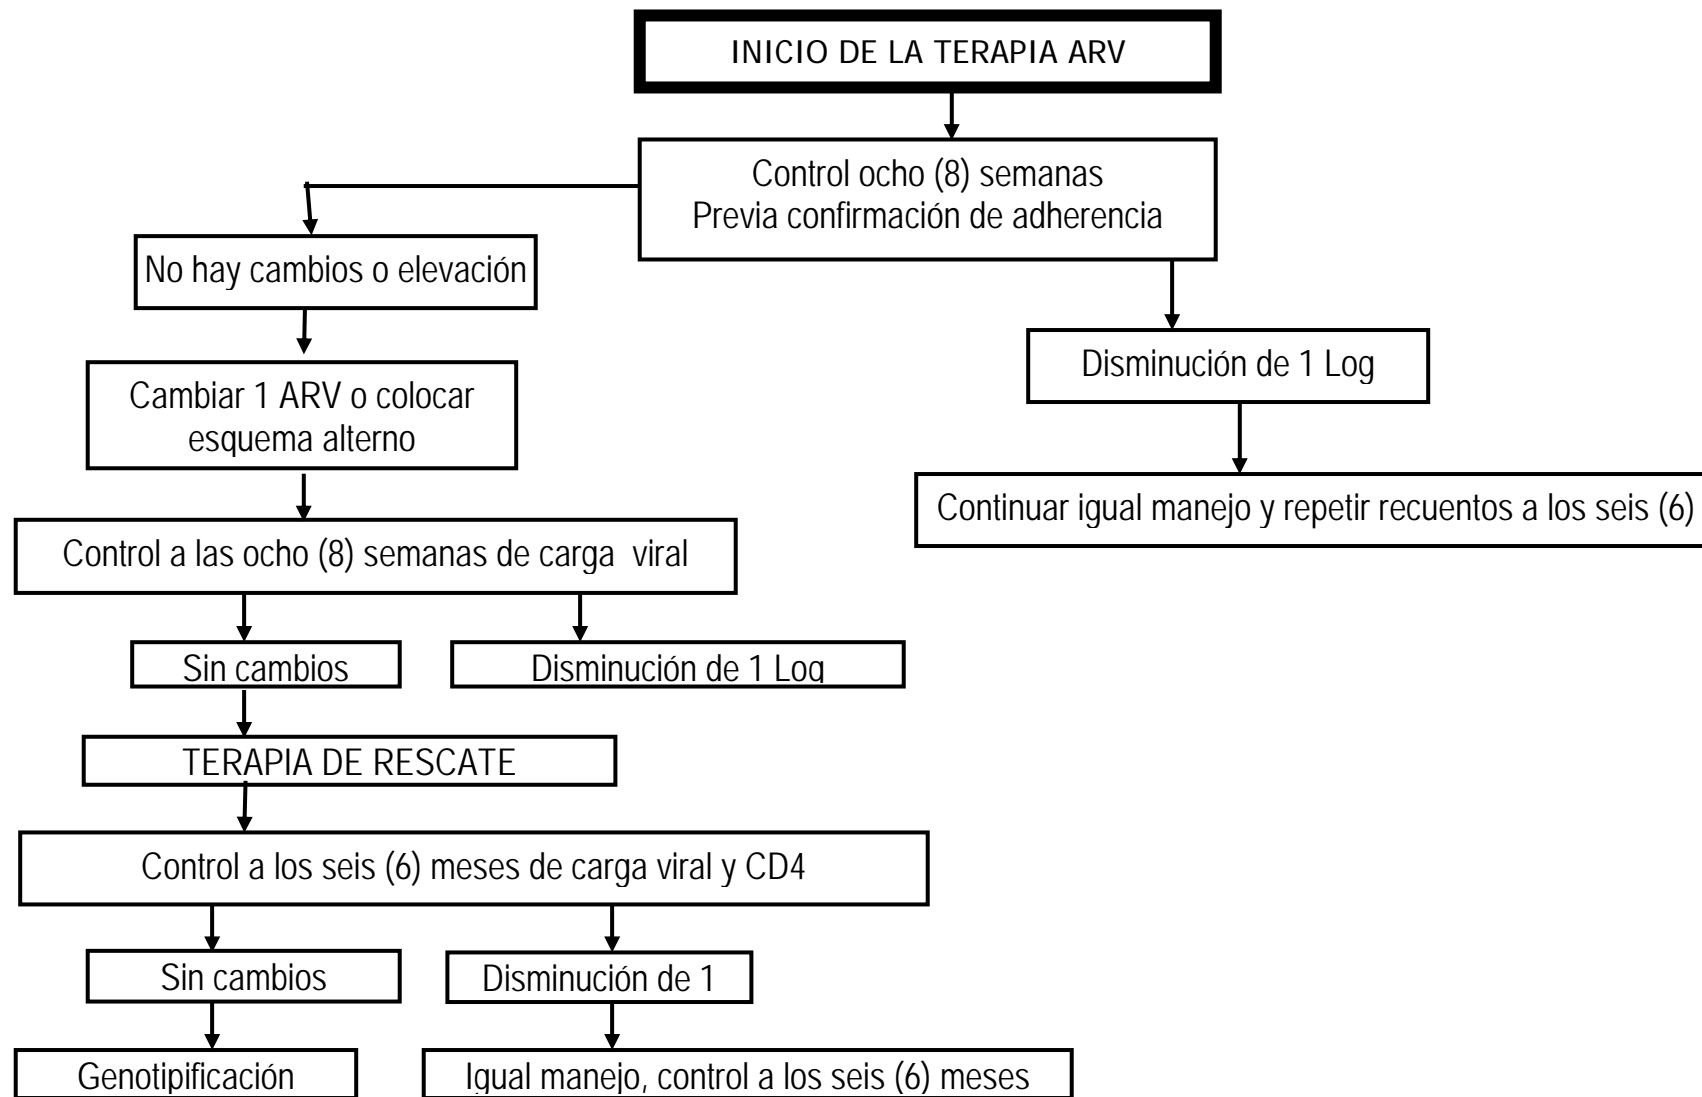 INICIO DE LA TERAPIA ARV
Control ocho (8) semanas
Previa confirmación de adherencia
No hay cambios o elevación
Disminución de 1 Log
Cambiar 1 ARV o colocar
esquema alterno
Continuar igual manejo y repetir recuentos a los seis (6)
Control a las ocho (8) semanas de carga viral
Sin cambios
Disminución de 1 Log
TERAPIA DE RESCATE
Control a los seis (6) meses de carga viral y CD4
Sin cambios
Disminución de 1
Genotipificación
Igual manejo, control a los seis (6) meses